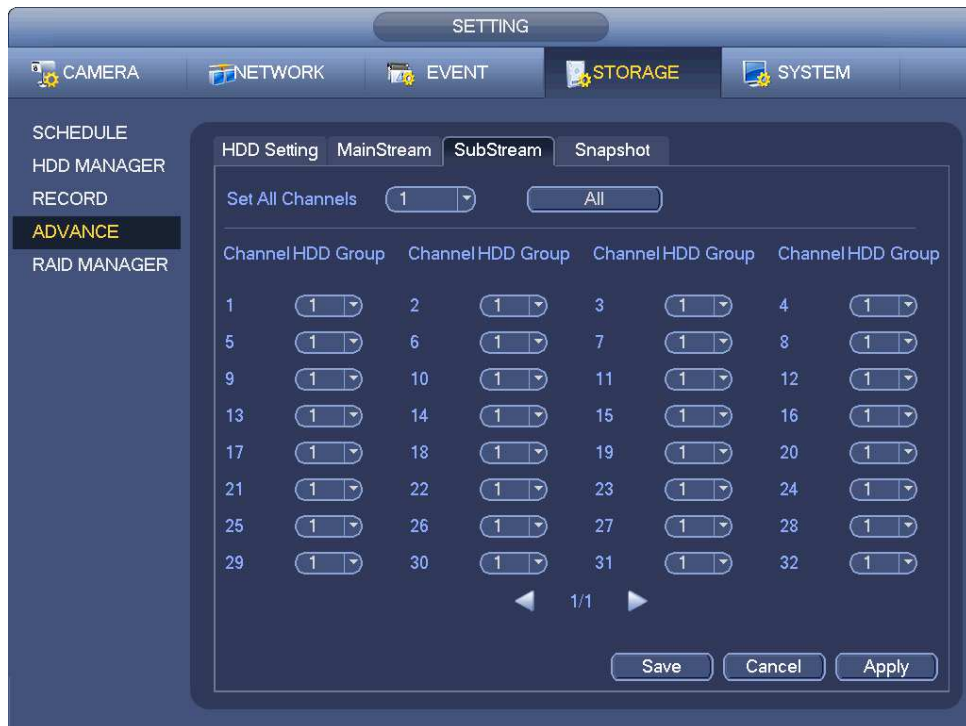 SETTING
CAMERA NETWORK EVENT STORAGE SYSTEM
SCHEDULE
HDD MANAGER
RECORD
ADVANCE
RAID MANAGER
HDD Setting MainStream SubStream Snapshot
Set All Channels 1 All
Channel HDD Group Channel HDD Group Channel HDD Group Channel HDD Group
1 1 2 1 3 1 4 1
5 1 6 1 7 1 8 1
9 1 10 1 11 1 12 1
13 1 14 1 15 1 16 1
17 1 18 1 19 1 20 1
21 1 22 1 23 1 24 1
25 1 26 1 27 1 28 1
29 1 30 1 31 1 32 1
1/1
Save Cancel Apply